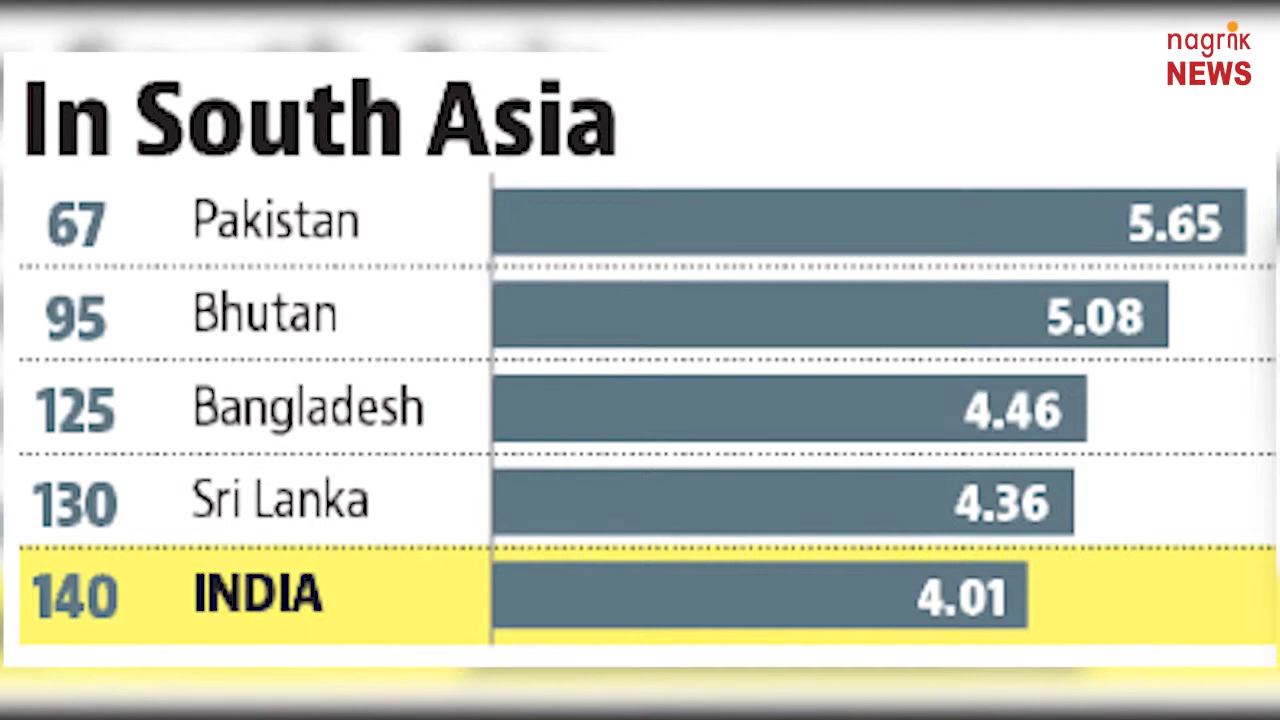 nagrik
NEWS
In South Asia
67 Pakistan 5.65
95 Bhutan 5.08
125 Bangladesh 4.46
130 Sri Lanka 4.36
140 INDIA 4.01